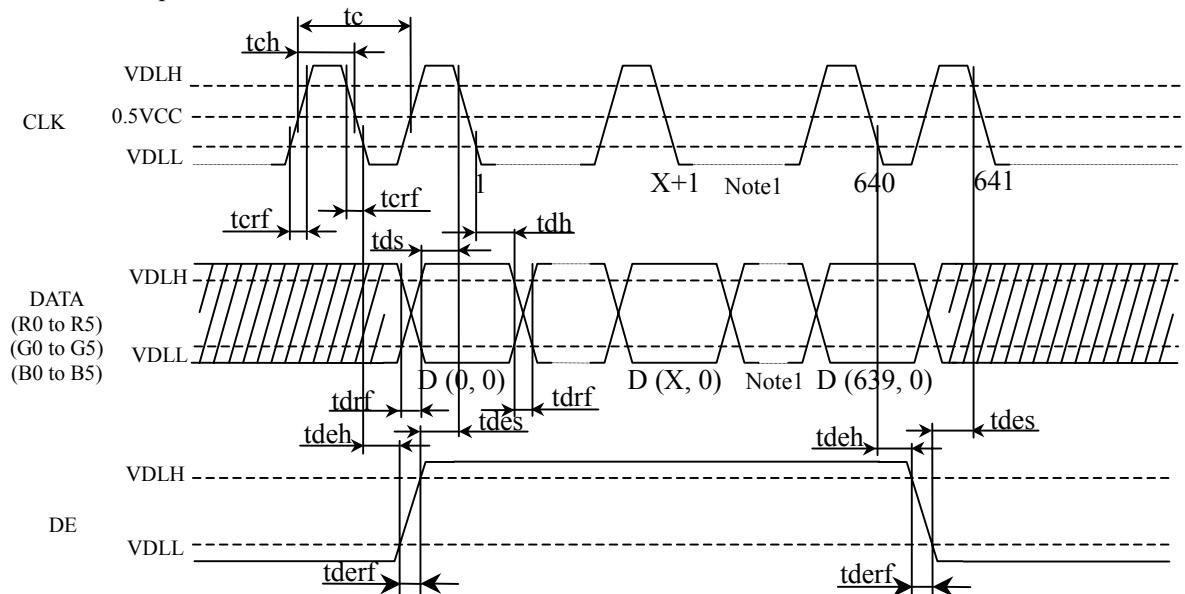 tc
tch
VDLH
0.5VCC
CLK
VDLL
1
X+1
Note1
640
641
tcrf
tcrf
tds
tdh
VDLH
DATA
(R0 to R5)
(G0 to G5)
(B0 to B5)
VDLL
D (0, 0)
D (X, 0)
Note1
D (639, 0)
tdrf
tdrf
tdeh
tdes
tdeh
tdes
VDLH
DE
VDLL
tderf
tderf